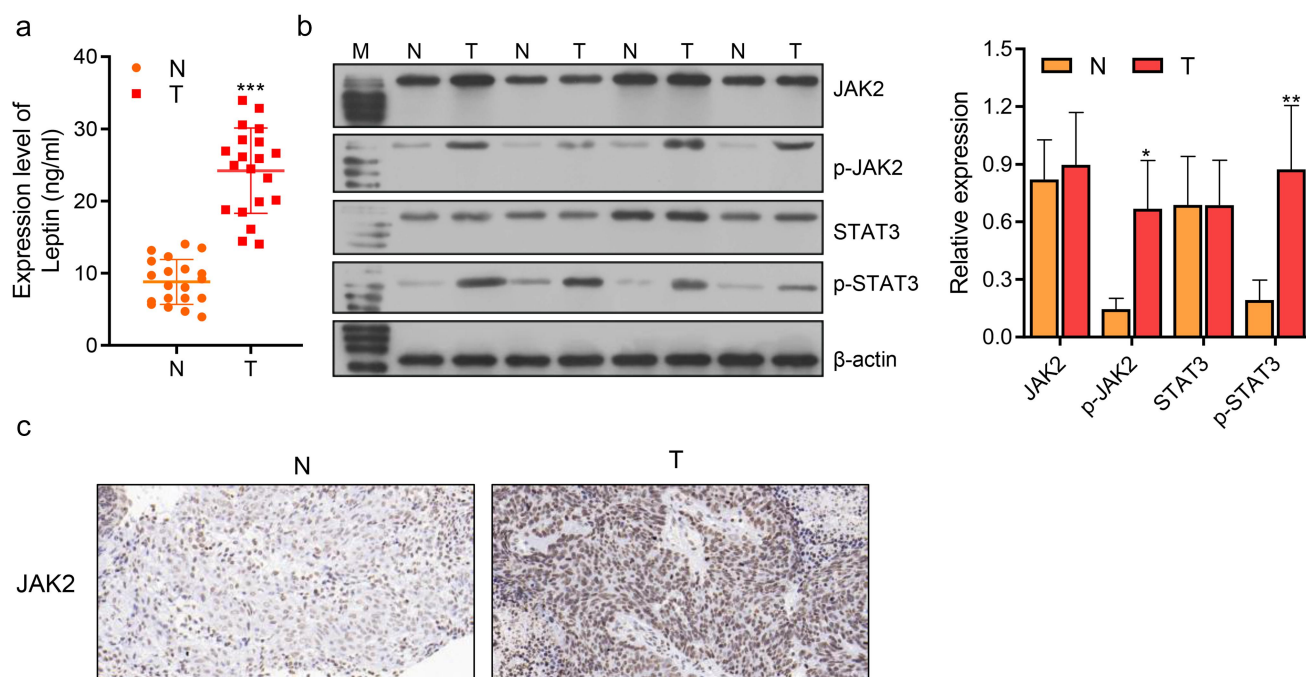 a
Expression level of
Leptin (ng/ml)
40
30
20
10
0
N
T
***
N
T
b
M N T N T N T N T
JAK2
p-JAK2
STAT3
p-STAT3
β-actin
Relative expression
1.5
1.2
0.9
0.6
0.3
0.0
N T
*
**
JAK2
p-JAK2
STAT3
p-STAT3
c
N T
JAK2